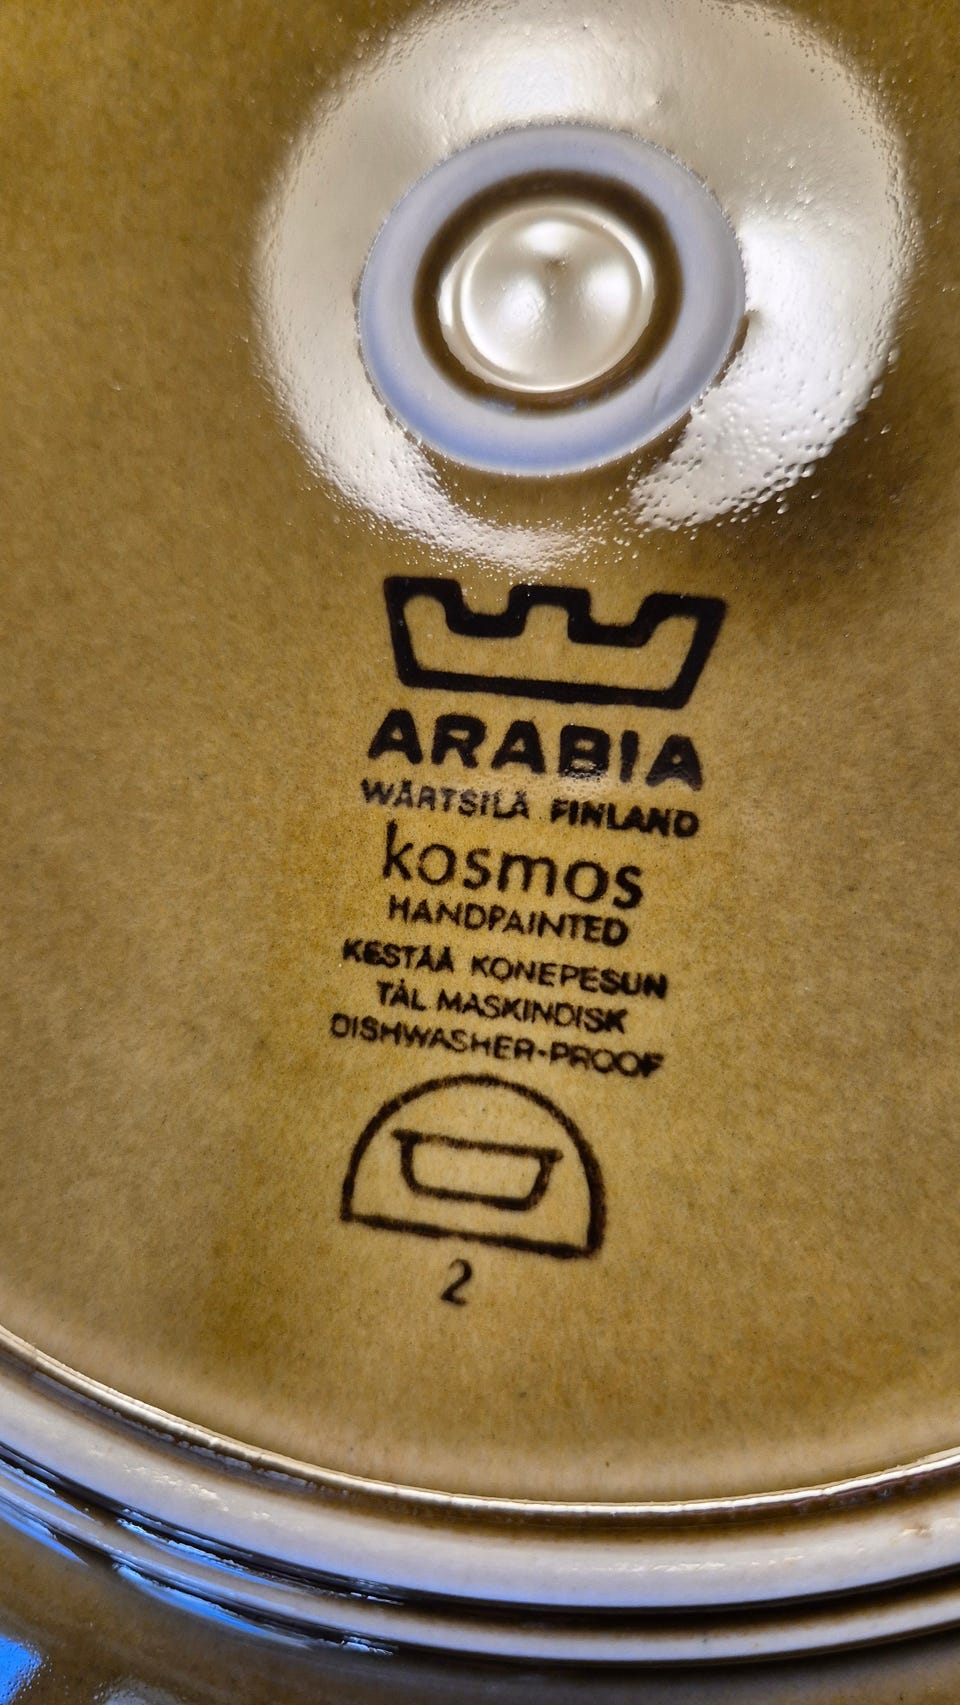 ARABIA
WÄRTSILÄ FINLAND
kosmos
HANDPAINTED
KESTÄÄ KONEPESUN
TÅL MASKINDISK
DISHWASHER-PROOF
2